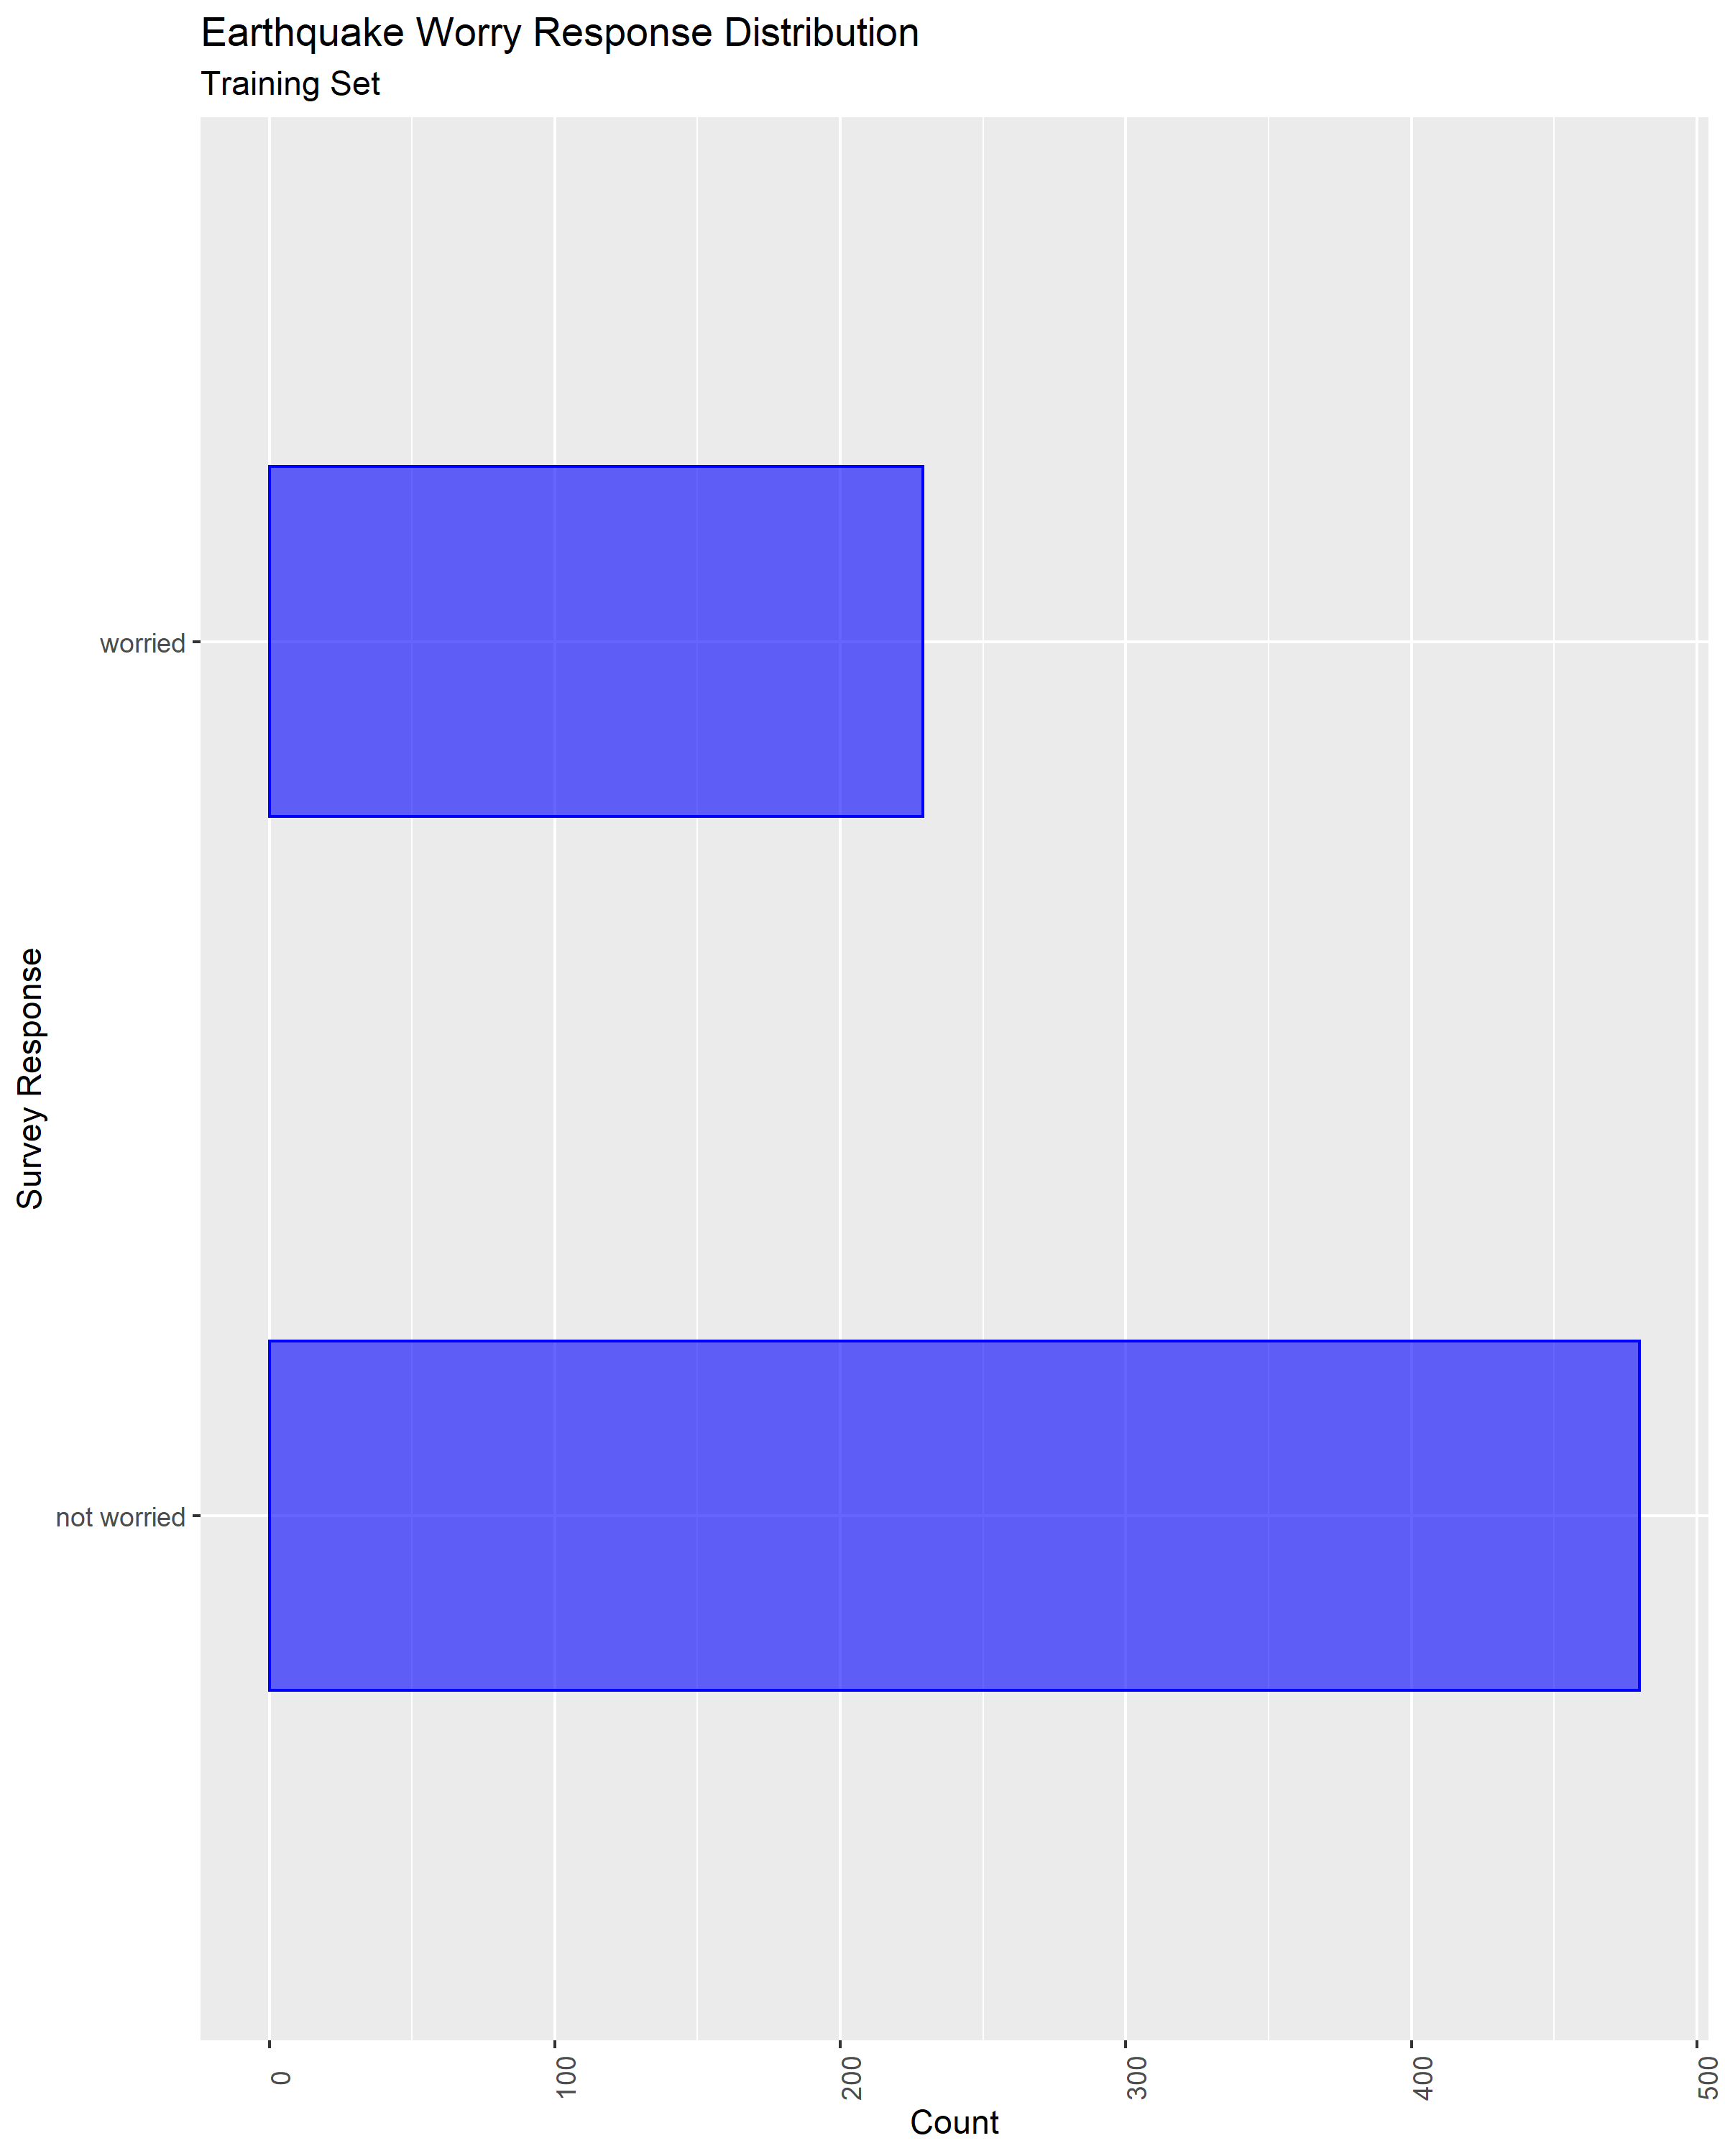 Earthquake Worry Response Distribution
Training Set
Survey Response
worried
not worried
0
100
200
300
400
500
Count